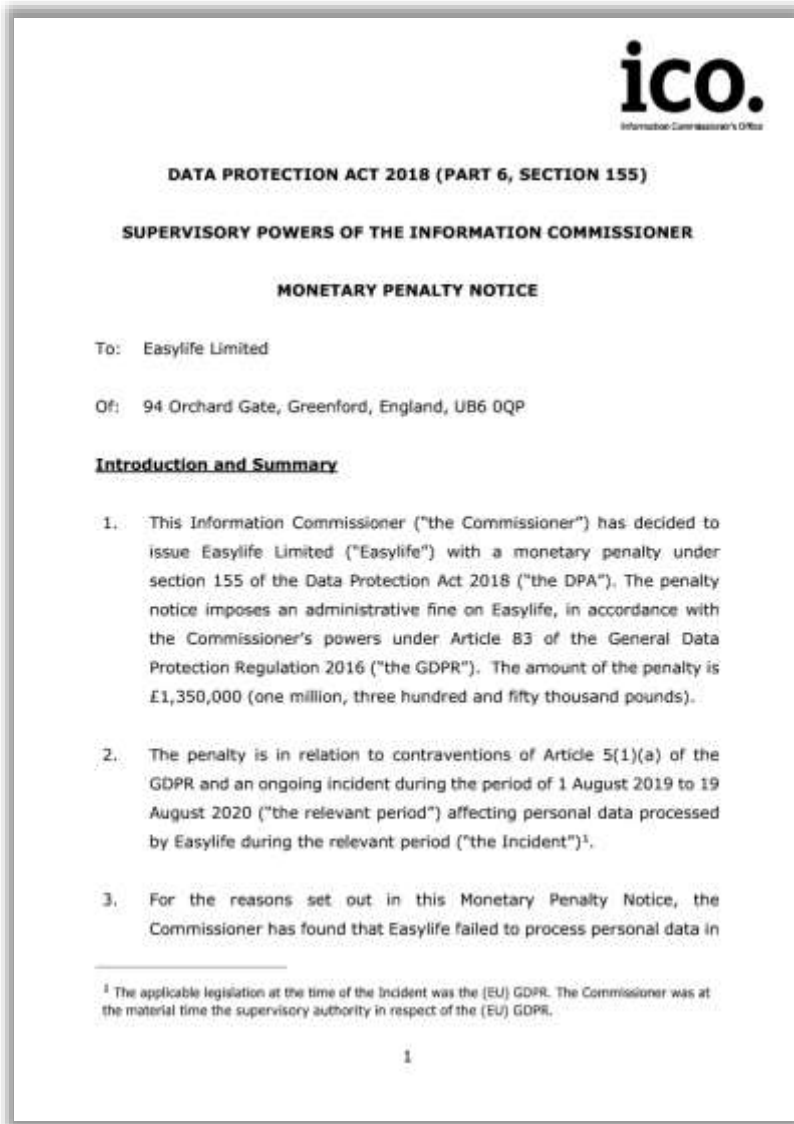 ico.
Information Commissioner's Office
DATA PROTECTION ACT 2018 (PART 6, SECTION 155)
SUPERVISORY POWERS OF THE INFORMATION COMMISSIONER
MONETARY PENALTY NOTICE
To: Easylife Limited
Of: 94 Orchard Gate, Greenford, England, UB6 0QP
Introduction and Summary
1. This Information Commissioner ("the Commissioner") has decided to
issue Easylife Limited ("Easylife") with a monetary penalty under
section 155 of the Data Protection Act 2018 ("the DPA"). The penalty
notice imposes an administrative fine on Easylife, in accordance with
the Commissioner's powers under Article 83 of the General Data
Protection Regulation 2016 ("the GDPR"). The amount of the penalty is
£1,350,000 (one million, three hundred and fifty thousand pounds).
2. The penalty is in relation to contraventions of Article 5(1)(a) of the
GDPR and an ongoing incident during the period of 1 August 2019 to 19
August 2020 ("the relevant period") affecting personal data processed
by Easylife during the relevant period ("the Incident")¹.
3. For the reasons set out in this Monetary Penalty Notice, the
Commissioner has found that Easylife failed to process personal data in
¹ The applicable legislation at the time of the Incident was the (EU) GDPR. The Commissioner was at
the material time the supervisory authority in respect of the (EU) GDPR.
1